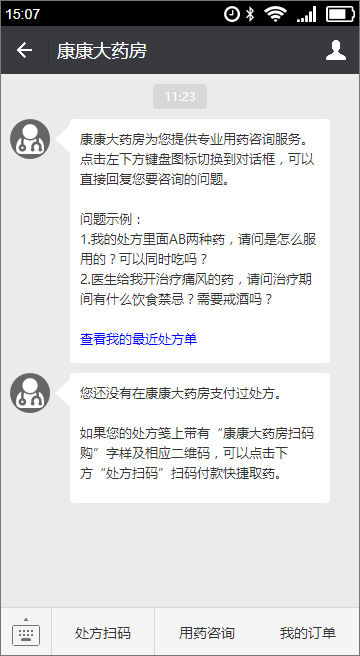 15:07
康康大药房
11:23
康康大药房为您提供专业用药咨询服务。
点击左下方键盘图标切换到对话框，可以
直接回复您要咨询的问题。
问题示例：
1.我的处方里面AB两种药，请问是怎么服
用的？可以同时吃吗？
2.医生给我开治疗痛风的药，请问治疗期
间有什么饮食禁忌？需要戒酒吗？
查看我的最近处方单
您还没有在康康大药房支付过处方。
如果您的处方笺上带有“康康大药房扫码
购”字样及相应二维码，可以点击下
方“处方扫码”扫码付款快捷取药。
处方扫码
用药咨询
我的订单